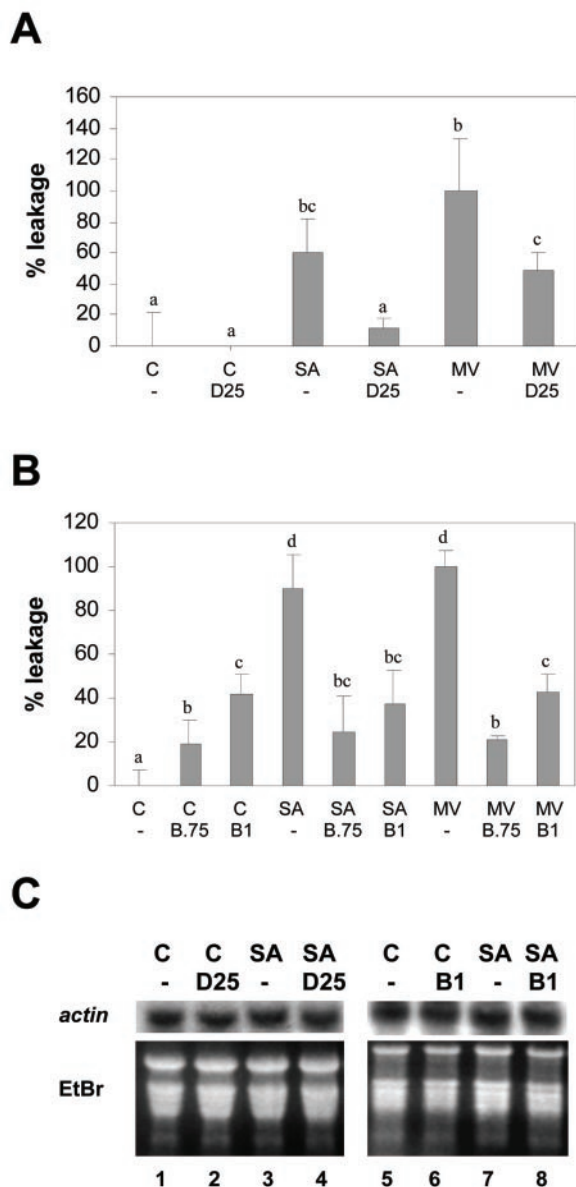 A
160
140
120
100
80
60
40
20
0
% leakage
a
a
bc
a
b
c
C C SA SA MV MV
- D25 - D25 - D25
B
120
100
80
60
40
20
0
% leakage
a
b
c
d
bc
bc
d
b
c
C C C SA SA SA MV MV MV
- B.75 B1 - B.75 B1 - B.75 B1
C
C C SA SA C C SA SA
- D25 - D25 - B1 - B1
actin
EtBr
1 2 3 4 5 6 7 8